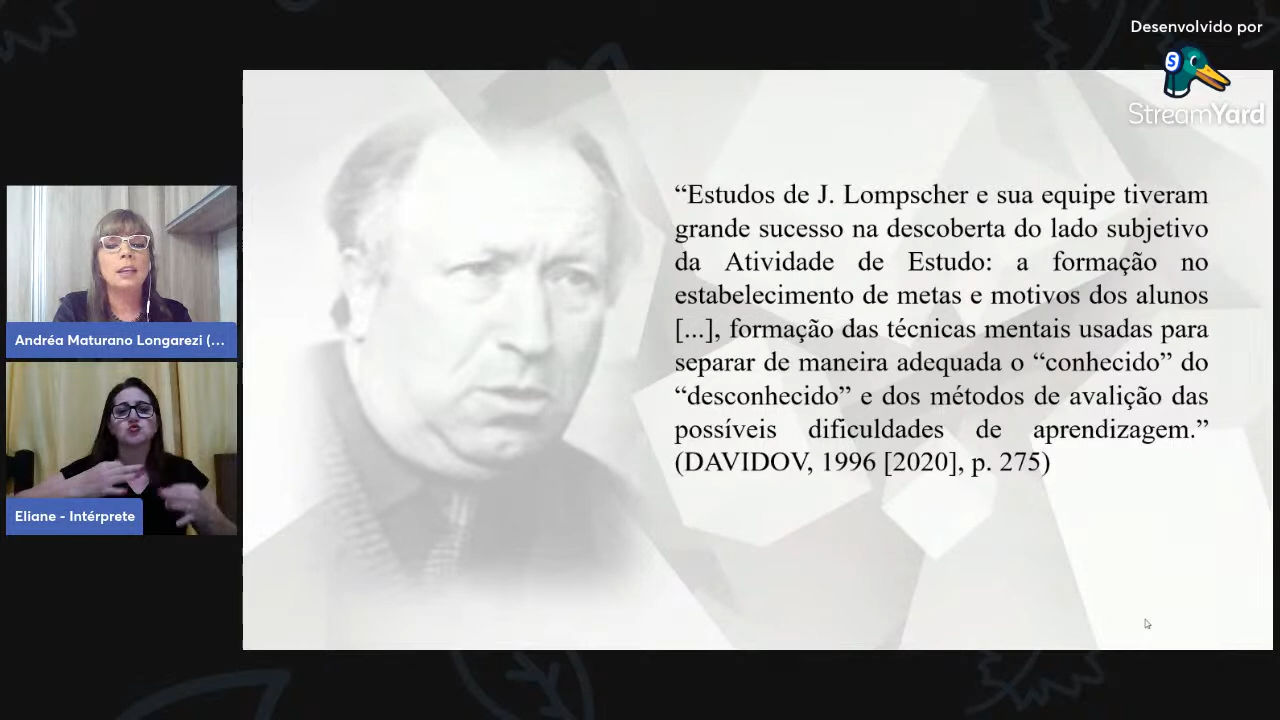 Desenvolvido por
StreamYard
“Estudos de J. Lompscher e sua equipe tiveram
grande sucesso na descoberta do lado subjetivo
da Atividade de Estudo: a formação no
estabelecimento de metas e motivos dos alunos
[...], formação das técnicas mentais usadas para
separar de maneira adequada o “conhecido” do
“desconhecido” e dos métodos de avalição das
possíveis dificuldades de aprendizagem.”
(DAVIDOV, 1996 [2020], p. 275)
Andréa Maturano Longarezi (...
Eliane - Intérprete